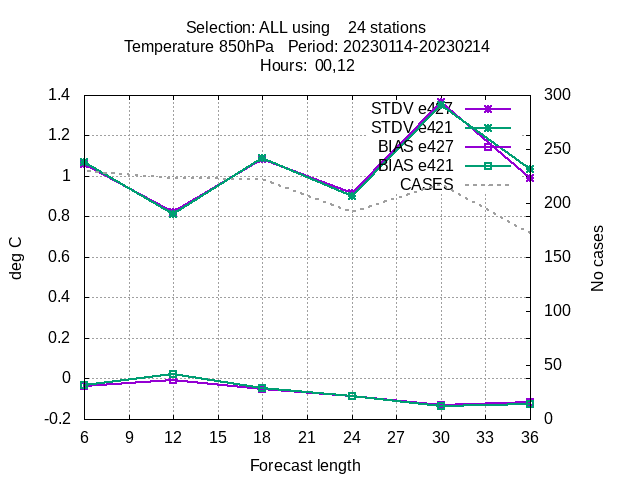 Selection: ALL using    24 stations
Temperature 850hPa   Period: 20230114-20230214
Hours:  00,12
STDV e427
STDV e421
BIAS e427
BIAS e421
CASES
1.4
1.2
1
0.8
0.6
0.4
0.2
0
-0.2
300
250
200
150
100
50
0
deg C
No cases
6 9 12 15 18 21 24 27 30 33 36
Forecast length